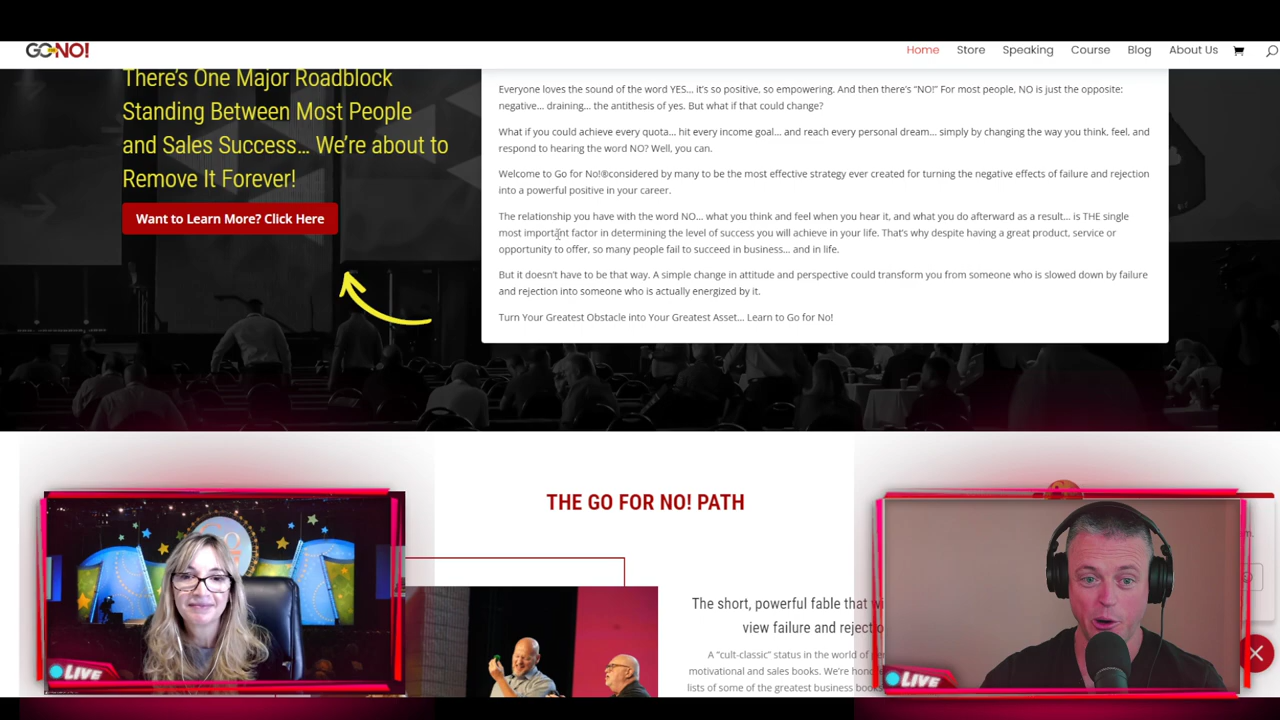 GO for NO!
Home Store Speaking Course Blog About Us
There's One Major Roadblock
Standing Between Most People
and Sales Success... We're about to
Remove It Forever!
Want to Learn More? Click Here
Everyone loves the sound of the word YES... it's so positive, so empowering. And then there's "NO!" For most people, NO is just the opposite:
negative... draining... the antithesis of yes. But what if that could change?
What if you could achieve every quota... hit every income goal... and reach every personal dream... simply by changing the way you think, feel, and
respond to hearing the word NO? Well, you can.
Welcome to Go for No!®considered by many to be the most effective strategy ever created for turning the negative effects of failure and rejection
into a powerful positive in your career.
The relationship you have with the word NO... what you think and feel when you hear it, and what you do afterward as a result... is THE single
most important factor in determining the level of success you will achieve in your life. That's why despite having a great product, service or
opportunity to offer, so many people fail to succeed in business... and in life.
But it doesn't have to be that way. A simple change in attitude and perspective could transform you from someone who is slowed down by failure
and rejection into someone who is actually energized by it.
Turn Your Greatest Obstacle into Your Greatest Asset... Learn to Go for No!
THE GO FOR NO! PATH
The short, powerful fable that
view failure and
A "cult-classic" status in the world of
motivational and sales books. We're
lists of some of the greatest business
LIVE
LIVE